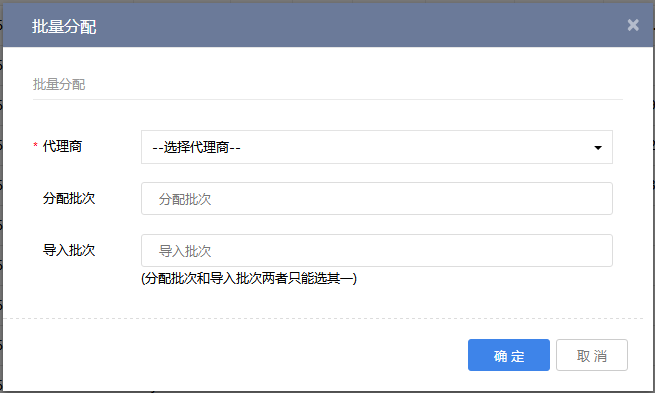 批量分配
×
批量分配
* 代理商 --选择代理商--
分配批次 分配批次
导入批次 导入批次
(分配批次和导入批次两者只能选其一)
确 定 取 消